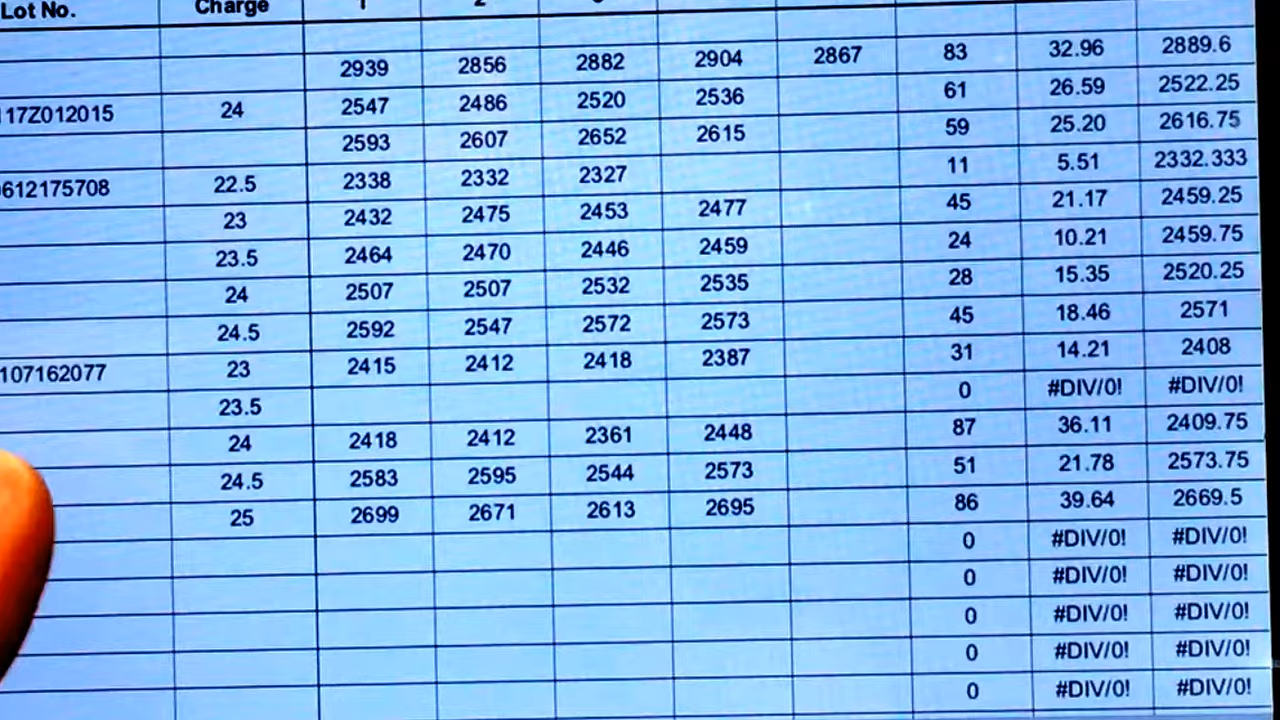 Lot No. Charge 1 2
2939 2856 2882 2904 2867 83 32.96 2889.6
117Z012015 24 2547 2486 2520 2536 61 26.59 2522.25
2593 2607 2652 2615 59 25.20 2616.75
612175708 22.5 2338 2332 2327 11 5.51 2332.333
23 2432 2475 2453 2477 45 21.17 2459.25
23.5 2464 2470 2446 2459 24 10.21 2459.75
24 2507 2507 2532 2535 28 15.35 2520.25
24.5 2592 2547 2572 2573 45 18.46 2571
107162077 23 2415 2412 2418 2387 31 14.21 2408
23.5 0 #DIV/0! #DIV/0!
24 2418 2412 2361 2448 87 36.11 2409.75
24.5 2583 2595 2544 2573 51 21.78 2573.75
25 2699 2671 2613 2695 86 39.64 2669.5
0 #DIV/0! #DIV/0!
0 #DIV/0! #DIV/0!
0 #DIV/0! #DIV/0!
0 #DIV/0! #DIV/0!
0 #DIV/0! #DIV/0!